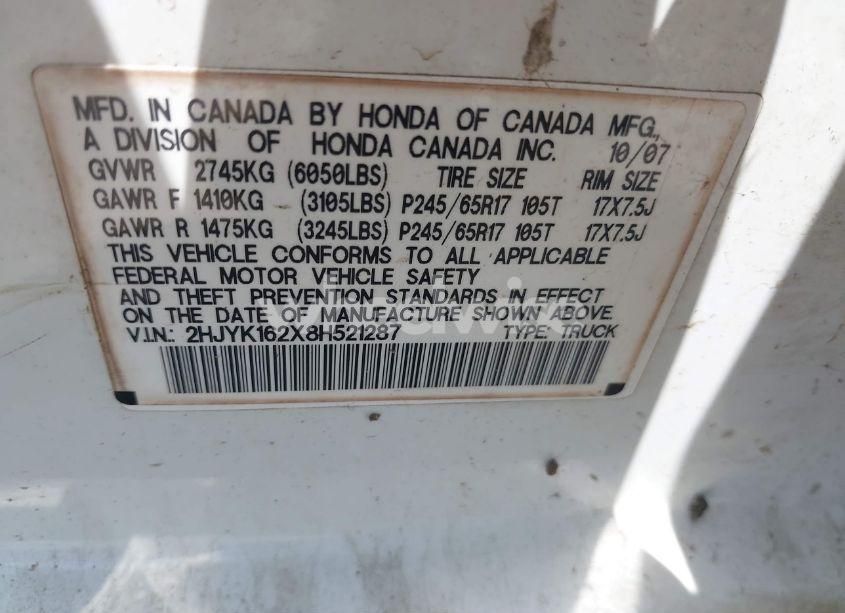 MFD. IN CANADA BY HONDA OF CANADA MFG.,
A DIVISION OF HONDA CANADA INC. 10/07
GVWR 2745KG (6050LBS) TIRE SIZE RIM SIZE
GAWR F 1410KG (3105LBS) P245/65R17 105T 17X7.5J
GAWR R 1475KG (3245LBS) P245/65R17 105T 17X7.5J
THIS VEHICLE CONFORMS TO ALL APPLICABLE
FEDERAL MOTOR VEHICLE SAFETY
AND THEFT PREVENTION STANDARDS IN EFFECT
ON THE DATE OF MANUFACTURE SHOWN ABOVE.
V.I.N.: 2HJYK162X8H521287 TYPE: TRUCK